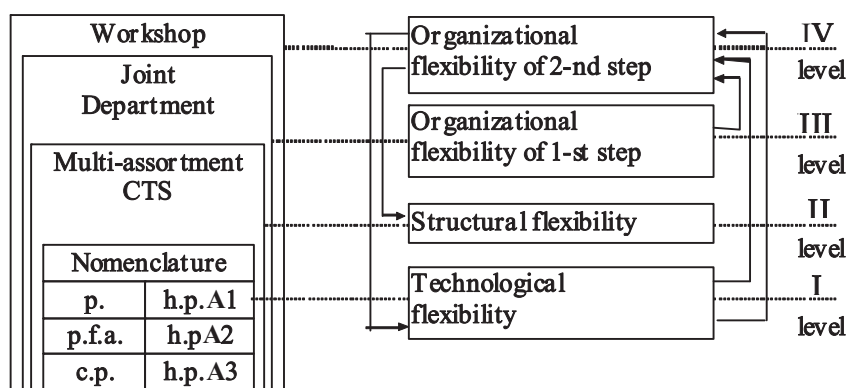 Workshop
Joint
Department
Multi-assortment
CTS
Nomenclature
p. h.p.A1
p.f.a. h.pA2
c.p. h.p.A3
Organizational
flexibility of 2-nd step
Organizational
flexibility of 1-st step
Structural flexibility
Technological
flexibility
IV
level
III
level
II
level
I
level